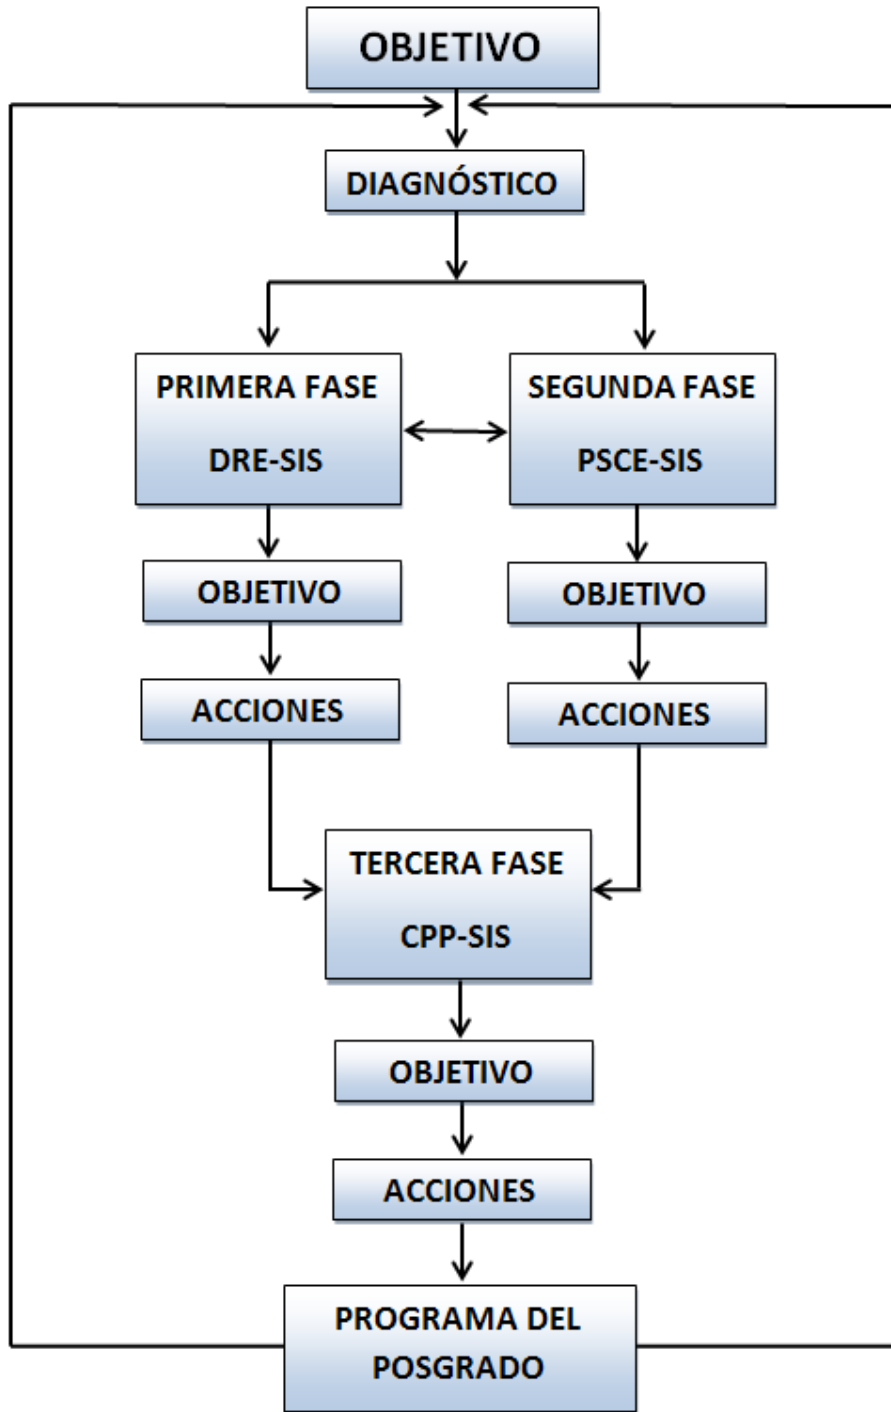 OBJETIVO
DIAGNÓSTICO
PRIMERA FASE
DRE-SIS
SEGUNDA FASE
PSCE-SIS
OBJETIVO
OBJETIVO
ACCIONES
ACCIONES
TERCERA FASE
CPP-SIS
OBJETIVO
ACCIONES
PROGRAMA DEL
POSGRADO